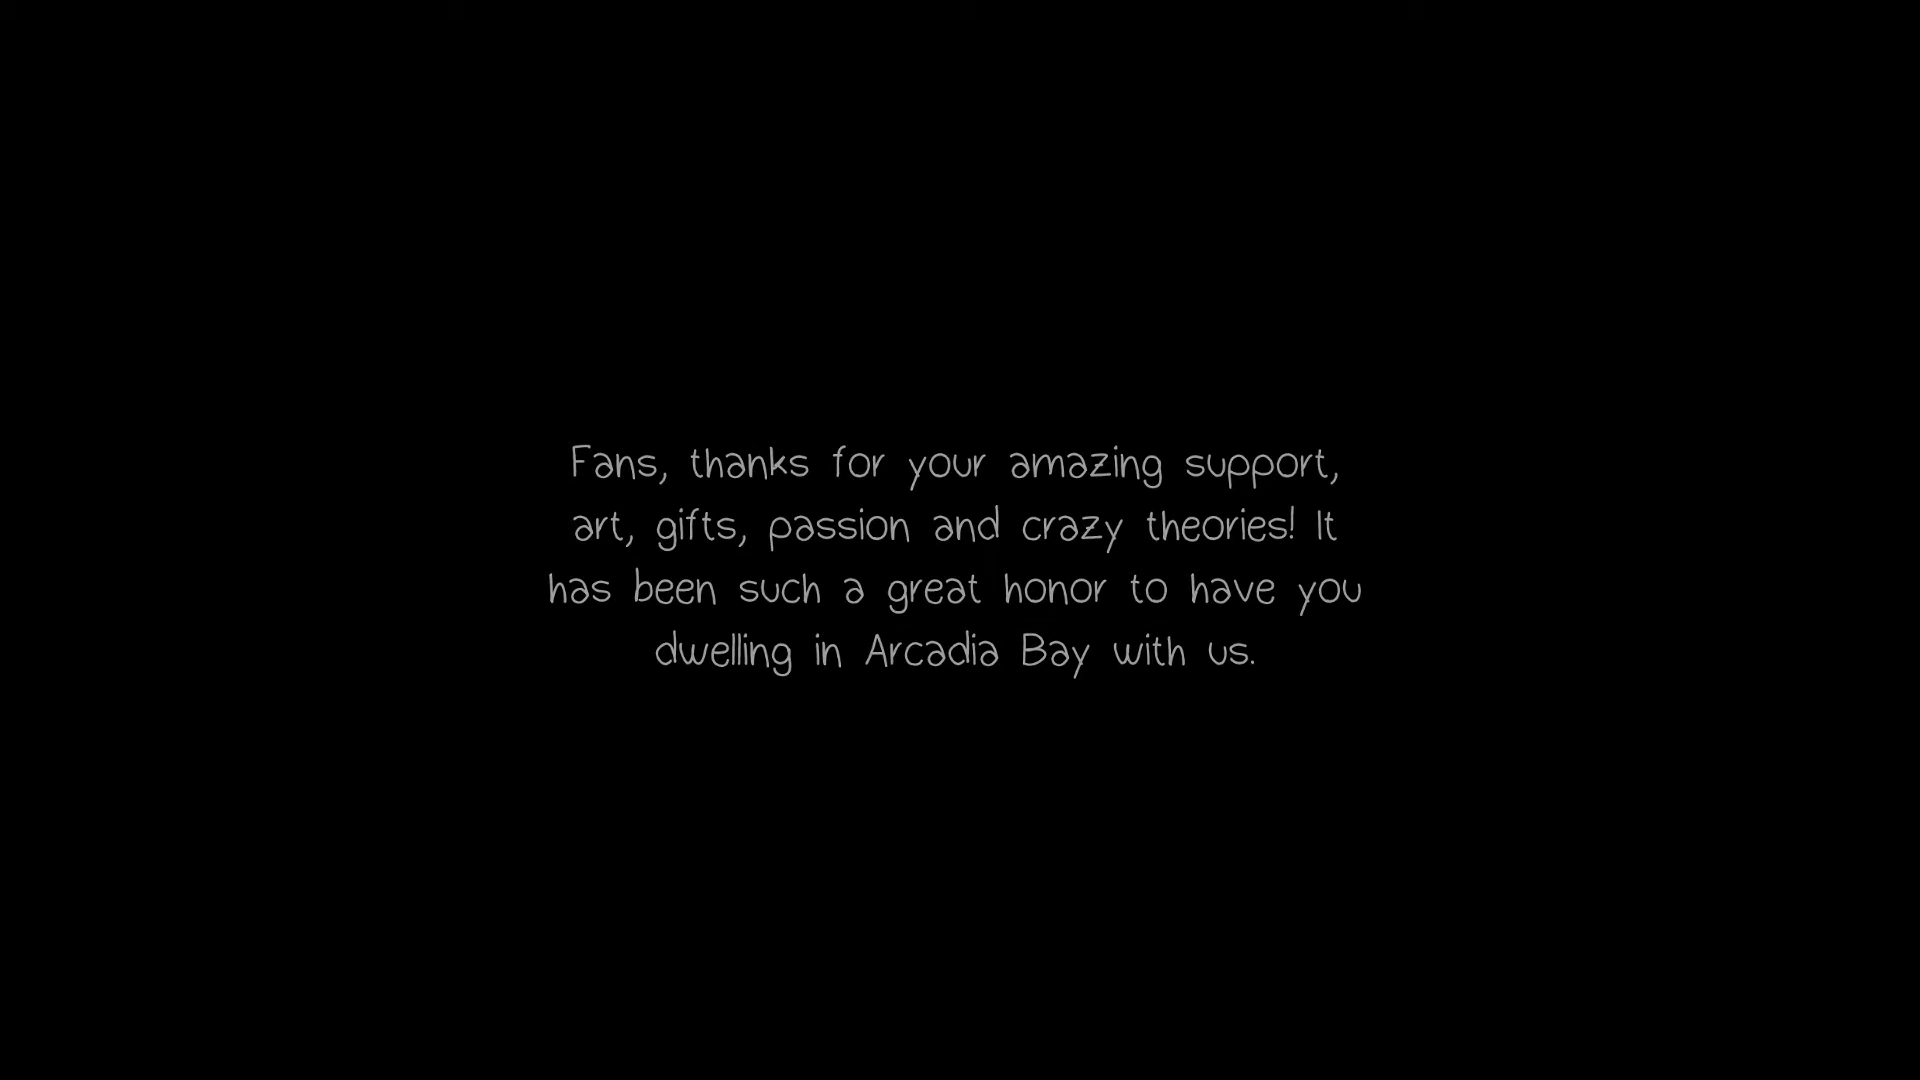 Fans, thanks for your amazing support,
art, gifts, passion and crazy theories! It
has been such a great honor to have you
dwelling in Arcadia Bay with us.